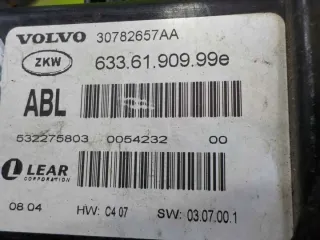 VOLVO 30782657AA
ZKW 633.61.909.99e
ABL
532275803 0054232 00
LEAR
CORPORATION
08 04 HW: C4 07 SW: 03.07.00.1